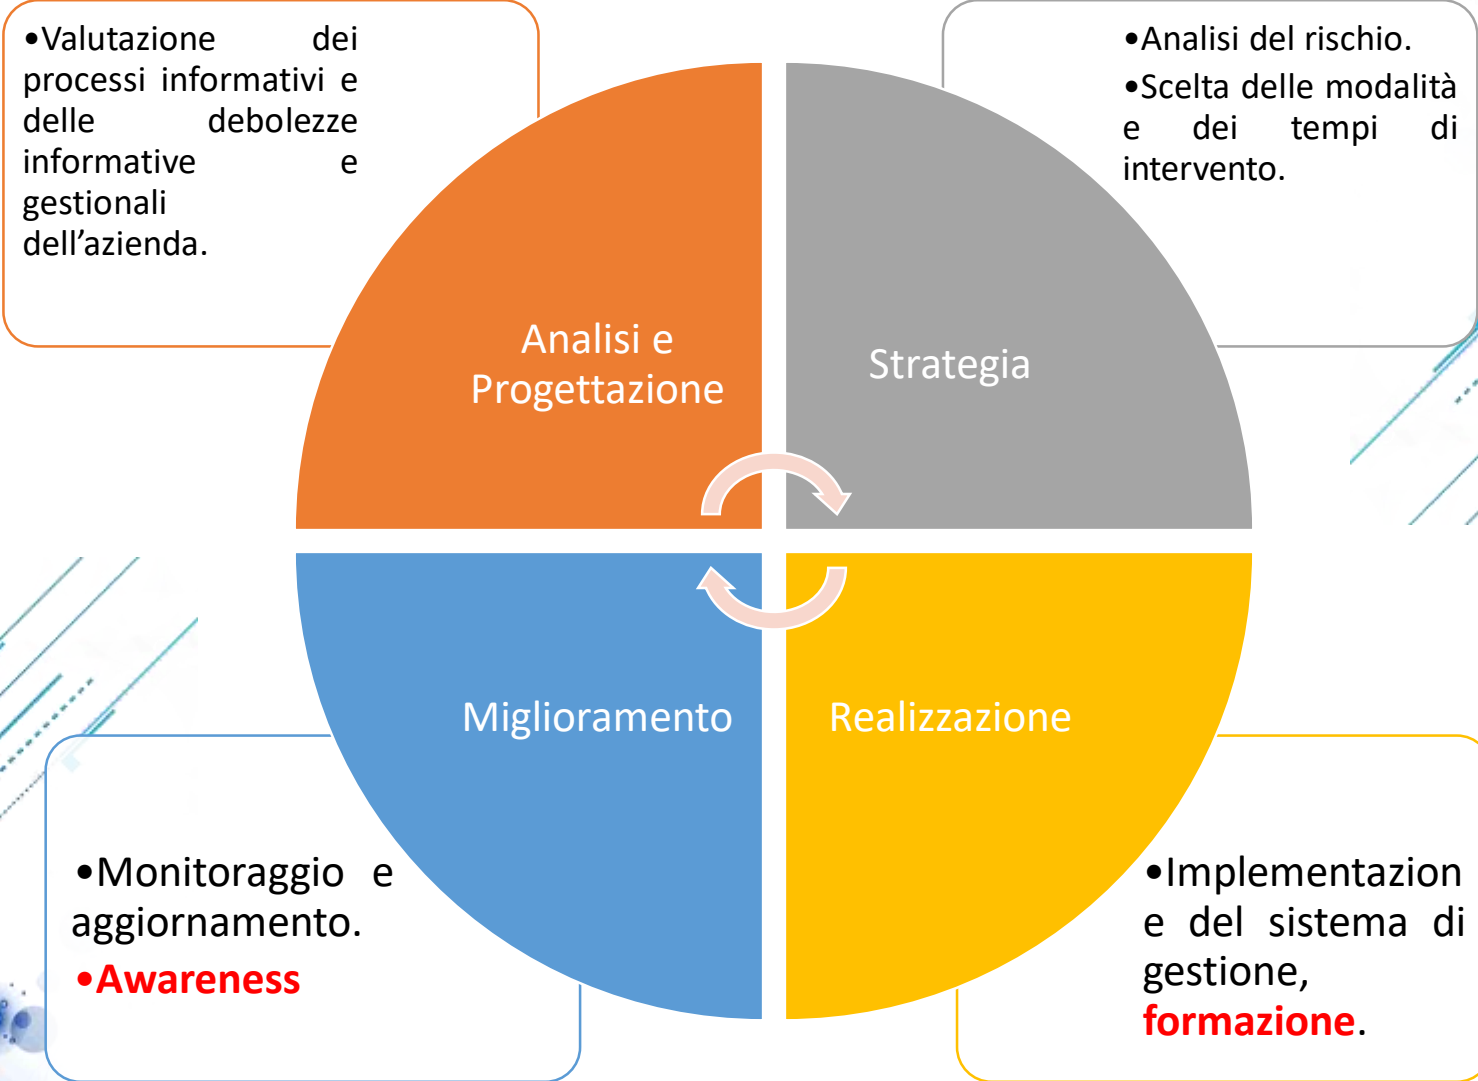 •Valutazione dei
processi informativi e
delle debolezze
informative e
gestionali
dell’azienda.
•Analisi del rischio.
•Scelta delle modalità
e dei tempi di
intervento.
Analisi e
Progettazione
Strategia
Miglioramento
Realizzazione
•Monitoraggio e
aggiornamento.
•Awareness
•Implementazion
e del sistema di
gestione,
formazione.